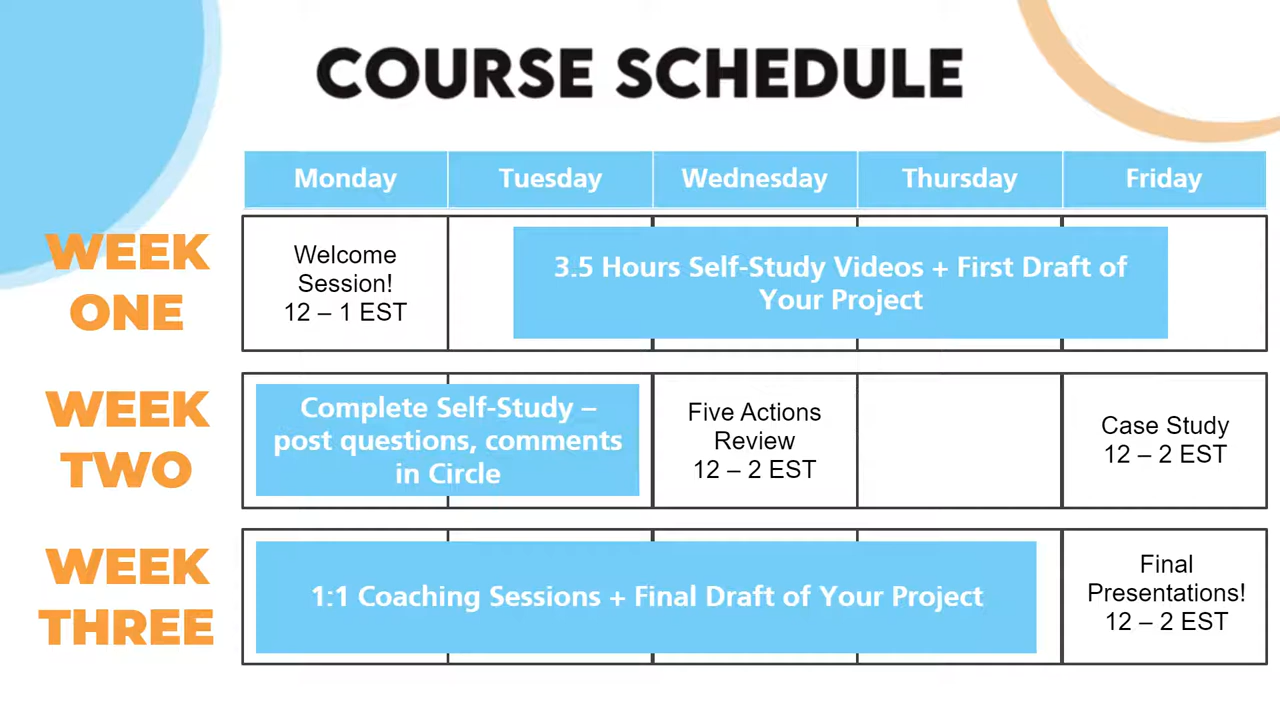 COURSE SCHEDULE
Monday
Tuesday
Wednesday
Thursday
Friday
WEEK
ONE
Welcome
Session!
12 – 1 EST
3.5 Hours Self-Study Videos + First Draft of
Your Project
WEEK
TWO
Complete Self-Study –
post questions, comments
in Circle
Five Actions
Review
12 – 2 EST
Case Study
12 – 2 EST
WEEK
THREE
1:1 Coaching Sessions + Final Draft of Your Project
Final
Presentations!
12 – 2 EST